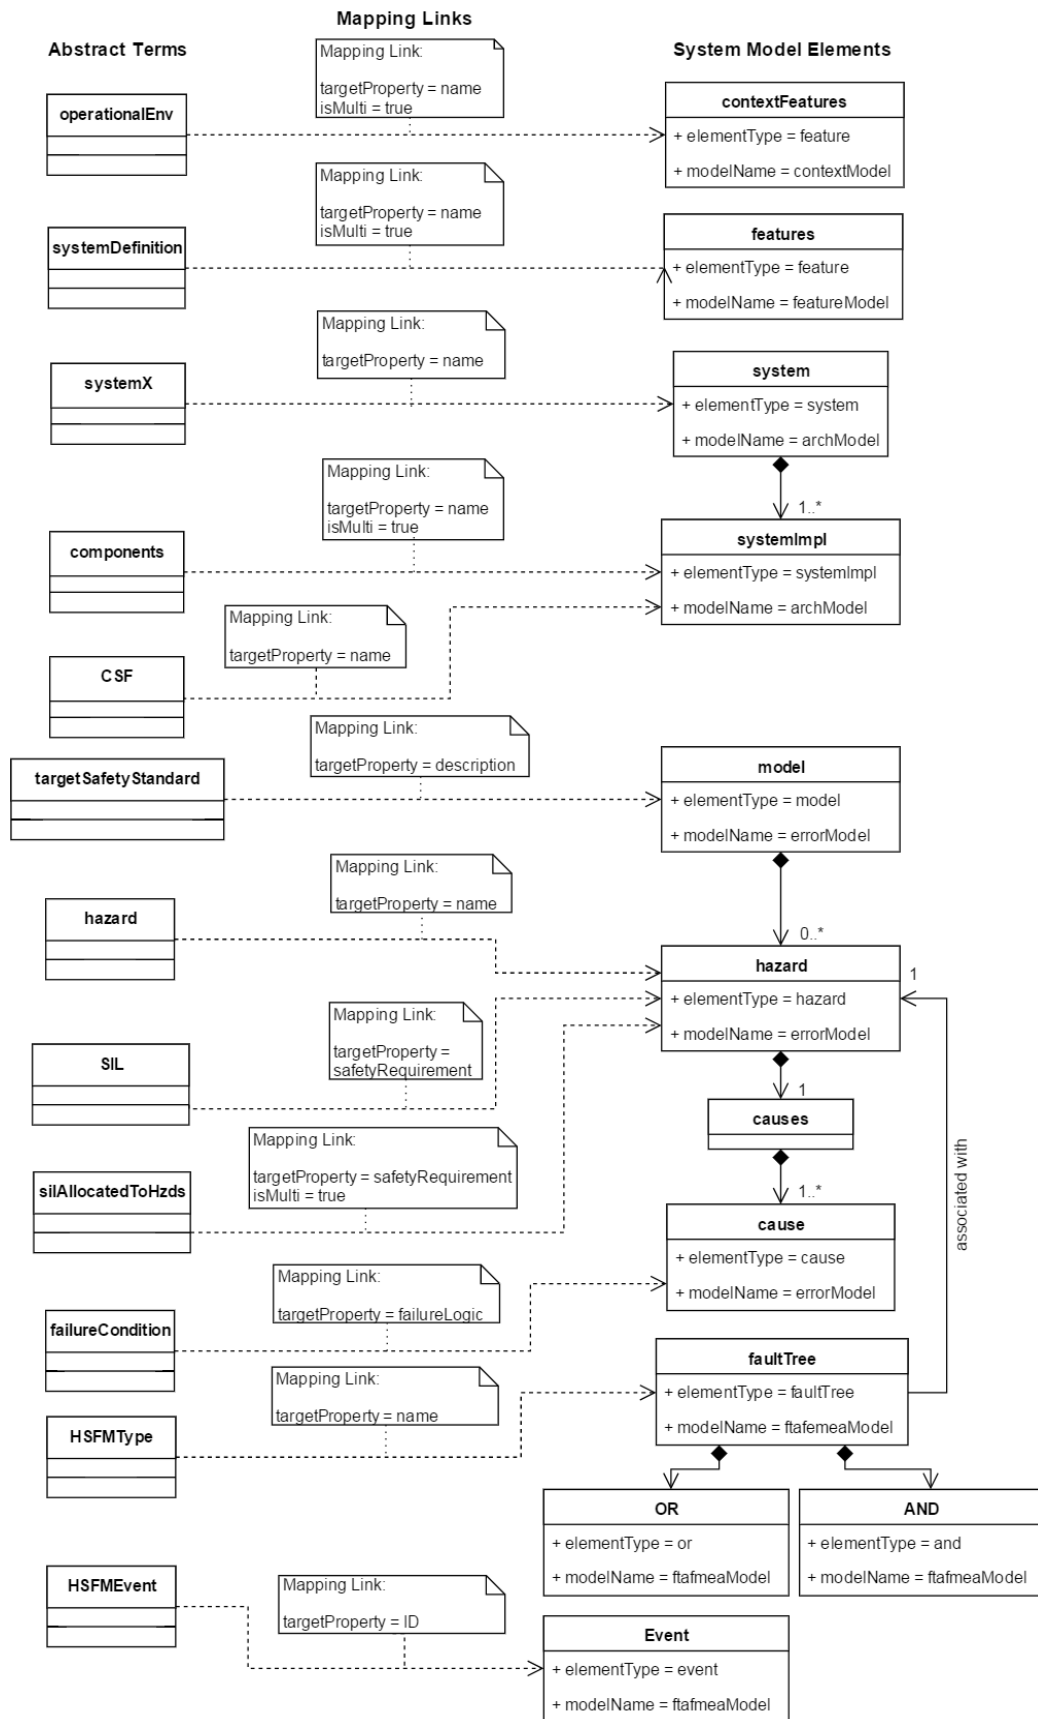 Mapping Links
Abstract Terms
System Model Elements
Mapping Link:
targetProperty = name
isMulti = true
operationalEnv
contextFeatures
+ elementType = feature
+ modelName = contextModel
Mapping Link:
targetProperty = name
isMulti = true
systemDefinition
features
+ elementType = feature
+ modelName = featureModel
Mapping Link:
targetProperty = name
systemX
system
+ elementType = system
+ modelName = archModel
1..*
Mapping Link:
targetProperty = name
isMulti = true
components
systemImpl
+ elementType = systemImpl
+ modelName = archModel
Mapping Link:
targetProperty = name
CSF
Mapping Link:
targetProperty = description
targetSafetyStandard
model
+ elementType = model
+ modelName = errorModel
0..*
Mapping Link:
targetProperty = name
hazard
hazard
1
+ elementType = hazard
+ modelName = errorModel
Mapping Link:
targetProperty =
safetyRequirement
SIL
1
causes
1..*
Mapping Link:
targetProperty = safetyRequirement
isMulti = true
silAllocatedToHzds
associated with
cause
+ elementType = cause
+ modelName = errorModel
Mapping Link:
targetProperty = failureLogic
failureCondition
faultTree
+ elementType = faultTree
+ modelName = ftafemeaModel
Mapping Link:
targetProperty = name
HSFMType
OR
+ elementType = or
+ modelName = ftafmeaModel
AND
+ elementType = and
+ modelName = ftafmeaModel
HSFMEvent
Mapping Link:
targetProperty = ID
Event
+ elementType = event
+ modelName = ftafmeaModel